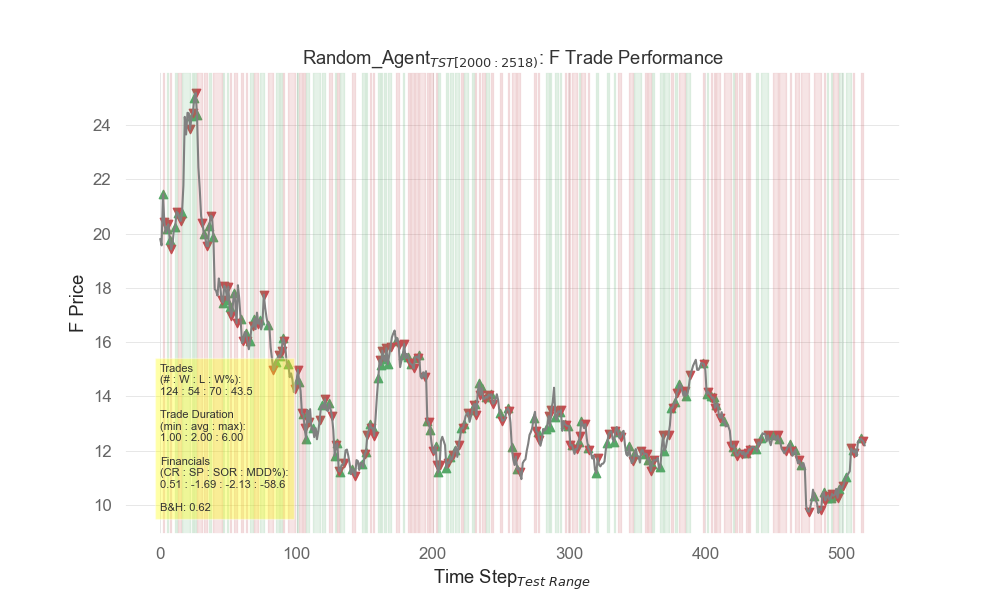 Random_Agent_TST[2000 : 2518): F Trade Performance
F Price
24
22
20
18
16
14
12
10
Trades
(# : W : L : W%):
124 : 54 : 70 : 43.5
Trade Duration
(min : avg : max):
1.00 : 2.00 : 6.00
Financials
(CR : SP : SOR : MDD%):
0.51 : -1.69 : -2.13 : -58.6
B&H: 0.62
0 100 200 300 400 500
Time Step Test Range